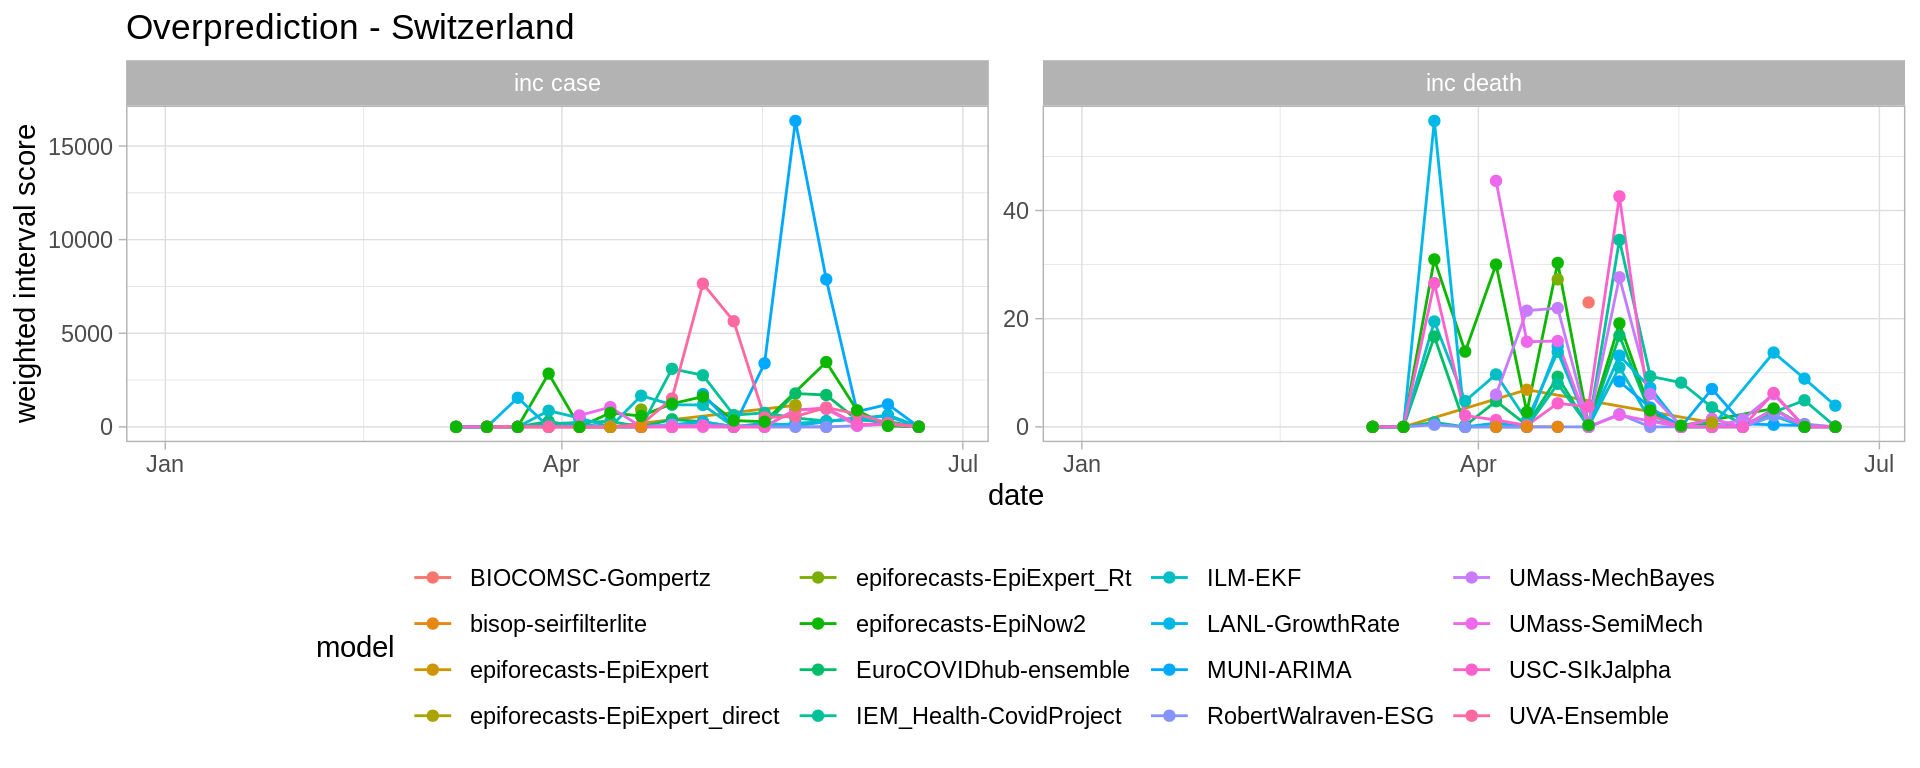 Overprediction - Switzerland
inc case
inc death
weighted interval score
15000
10000
5000
0
40
20
0
Jan
Apr
Jul
Jan
Apr
Jul
date
model
BIOCOMSC-Gompertz
bisop-seirfilterlite
epiforecasts-EpiExpert
epiforecasts-EpiExpert_direct
epiforecasts-EpiExpert_Rt
epiforecasts-EpiNow2
EuroCOVIDhub-ensemble
IEM_Health-CovidProject
ILM-EKF
LANL-GrowthRate
MUNI-ARIMA
RobertWalraven-ESG
UMass-MechBayes
UMass-SemiMech
USC-SIkJalpha
UVA-Ensemble